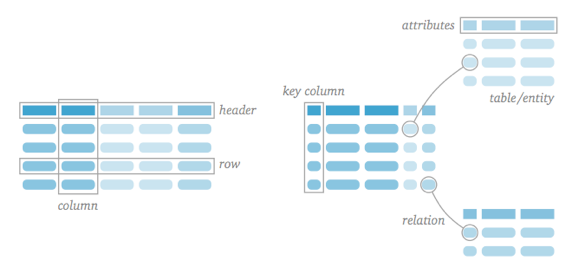 attributes
table/entity
key column
header
row
column
relation